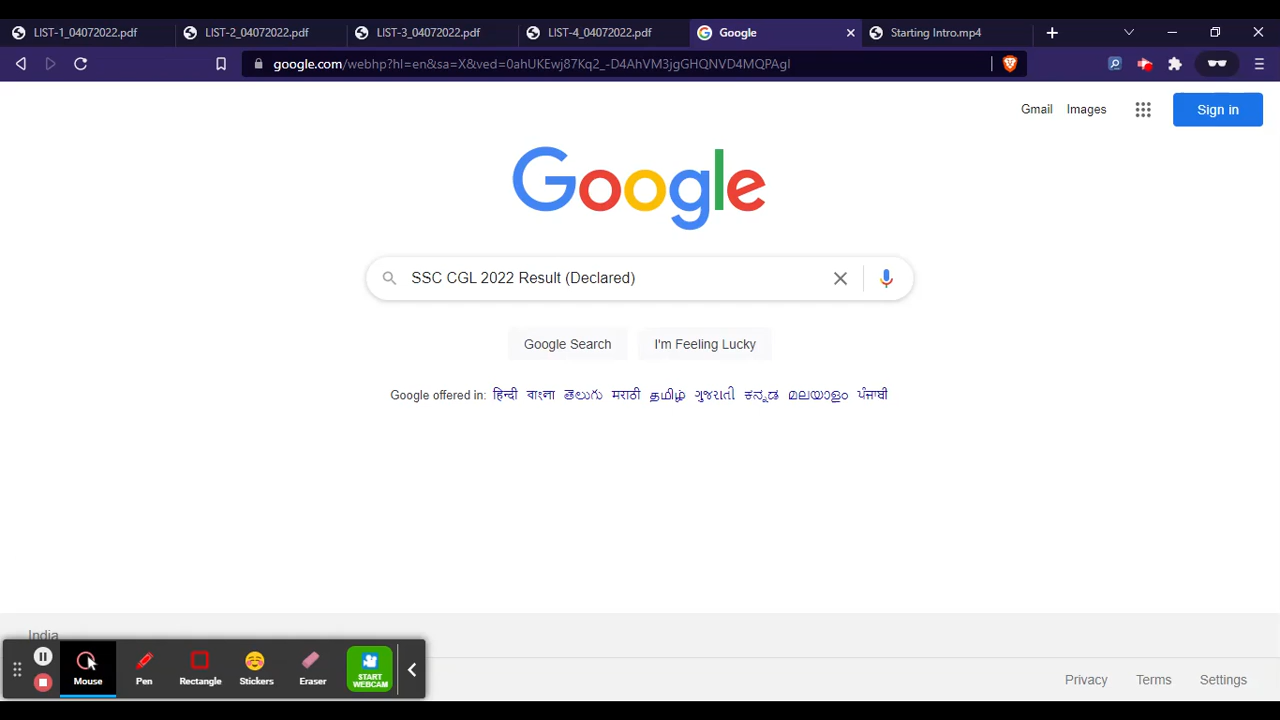 LIST-1_04072022.pdf
LIST-2_04072022.pdf
LIST-3_04072022.pdf
LIST-4_04072022.pdf
Google
Starting Intro.mp4
google.com/webhp?hl=en&sa=X&ved=0ahUKEwj87Kq2_-D4AhVM3jgGHQNVD4MQPAgI
Gmail
Images
Sign in
Google
SSC CGL 2022 Result (Declared)
Google Search
I'm Feeling Lucky
Google offered in: हिन्दी বাংলা తెలుగు मराठी தமிழ் ગુજરાતી ಕನ್ನಡ മലയാളം ਪੰਜਾਬੀ
India
Mouse
Pen
Rectangle
Stickers
Eraser
START
WEBCAM
Privacy
Terms
Settings